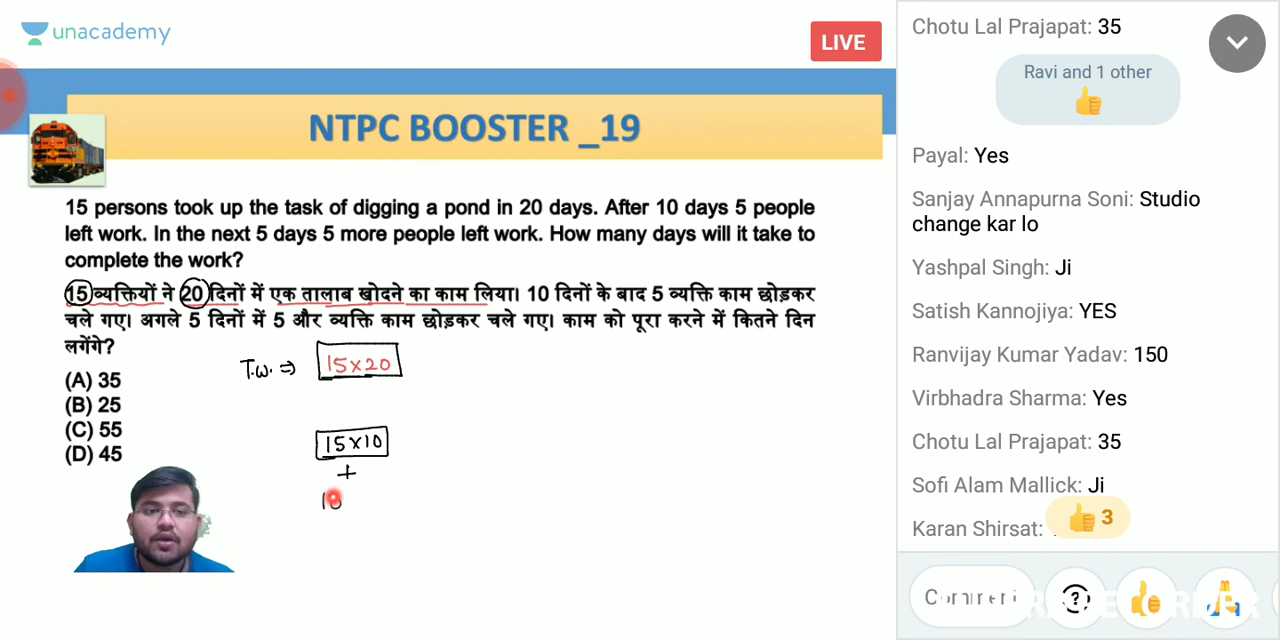 unacademy
LIVE
NTPC BOOSTER _19
15 persons took up the task of digging a pond in 20 days. After 10 days 5 people
left work. In the next 5 days 5 more people left work. How many days will it take to
complete the work?
15 व्यक्तियों ने 20 दिनों में एक तालाब खोदने का काम लिया। 10 दिनों के बाद 5 व्यक्ति काम छोड़कर
चले गए। अगले 5 दिनों में 5 और व्यक्ति काम छोड़कर चले गए। काम को पूरा करने में कितने दिन
लगेंगे?
T.W. ⇒ 15×20
(A) 35
(B) 25
(C) 55
(D) 45
15×10
+
10
Chotu Lal Prajapat: 35
Ravi and 1 other
Payal: Yes
Sanjay Annapurna Soni: Studio
change kar lo
Yashpal Singh: Ji
Satish Kannojiya: YES
Ranvijay Kumar Yadav: 150
Virbhadra Sharma: Yes
Chotu Lal Prajapat: 35
Sofi Alam Mallick: Ji
3
Karan Shirsat:
?